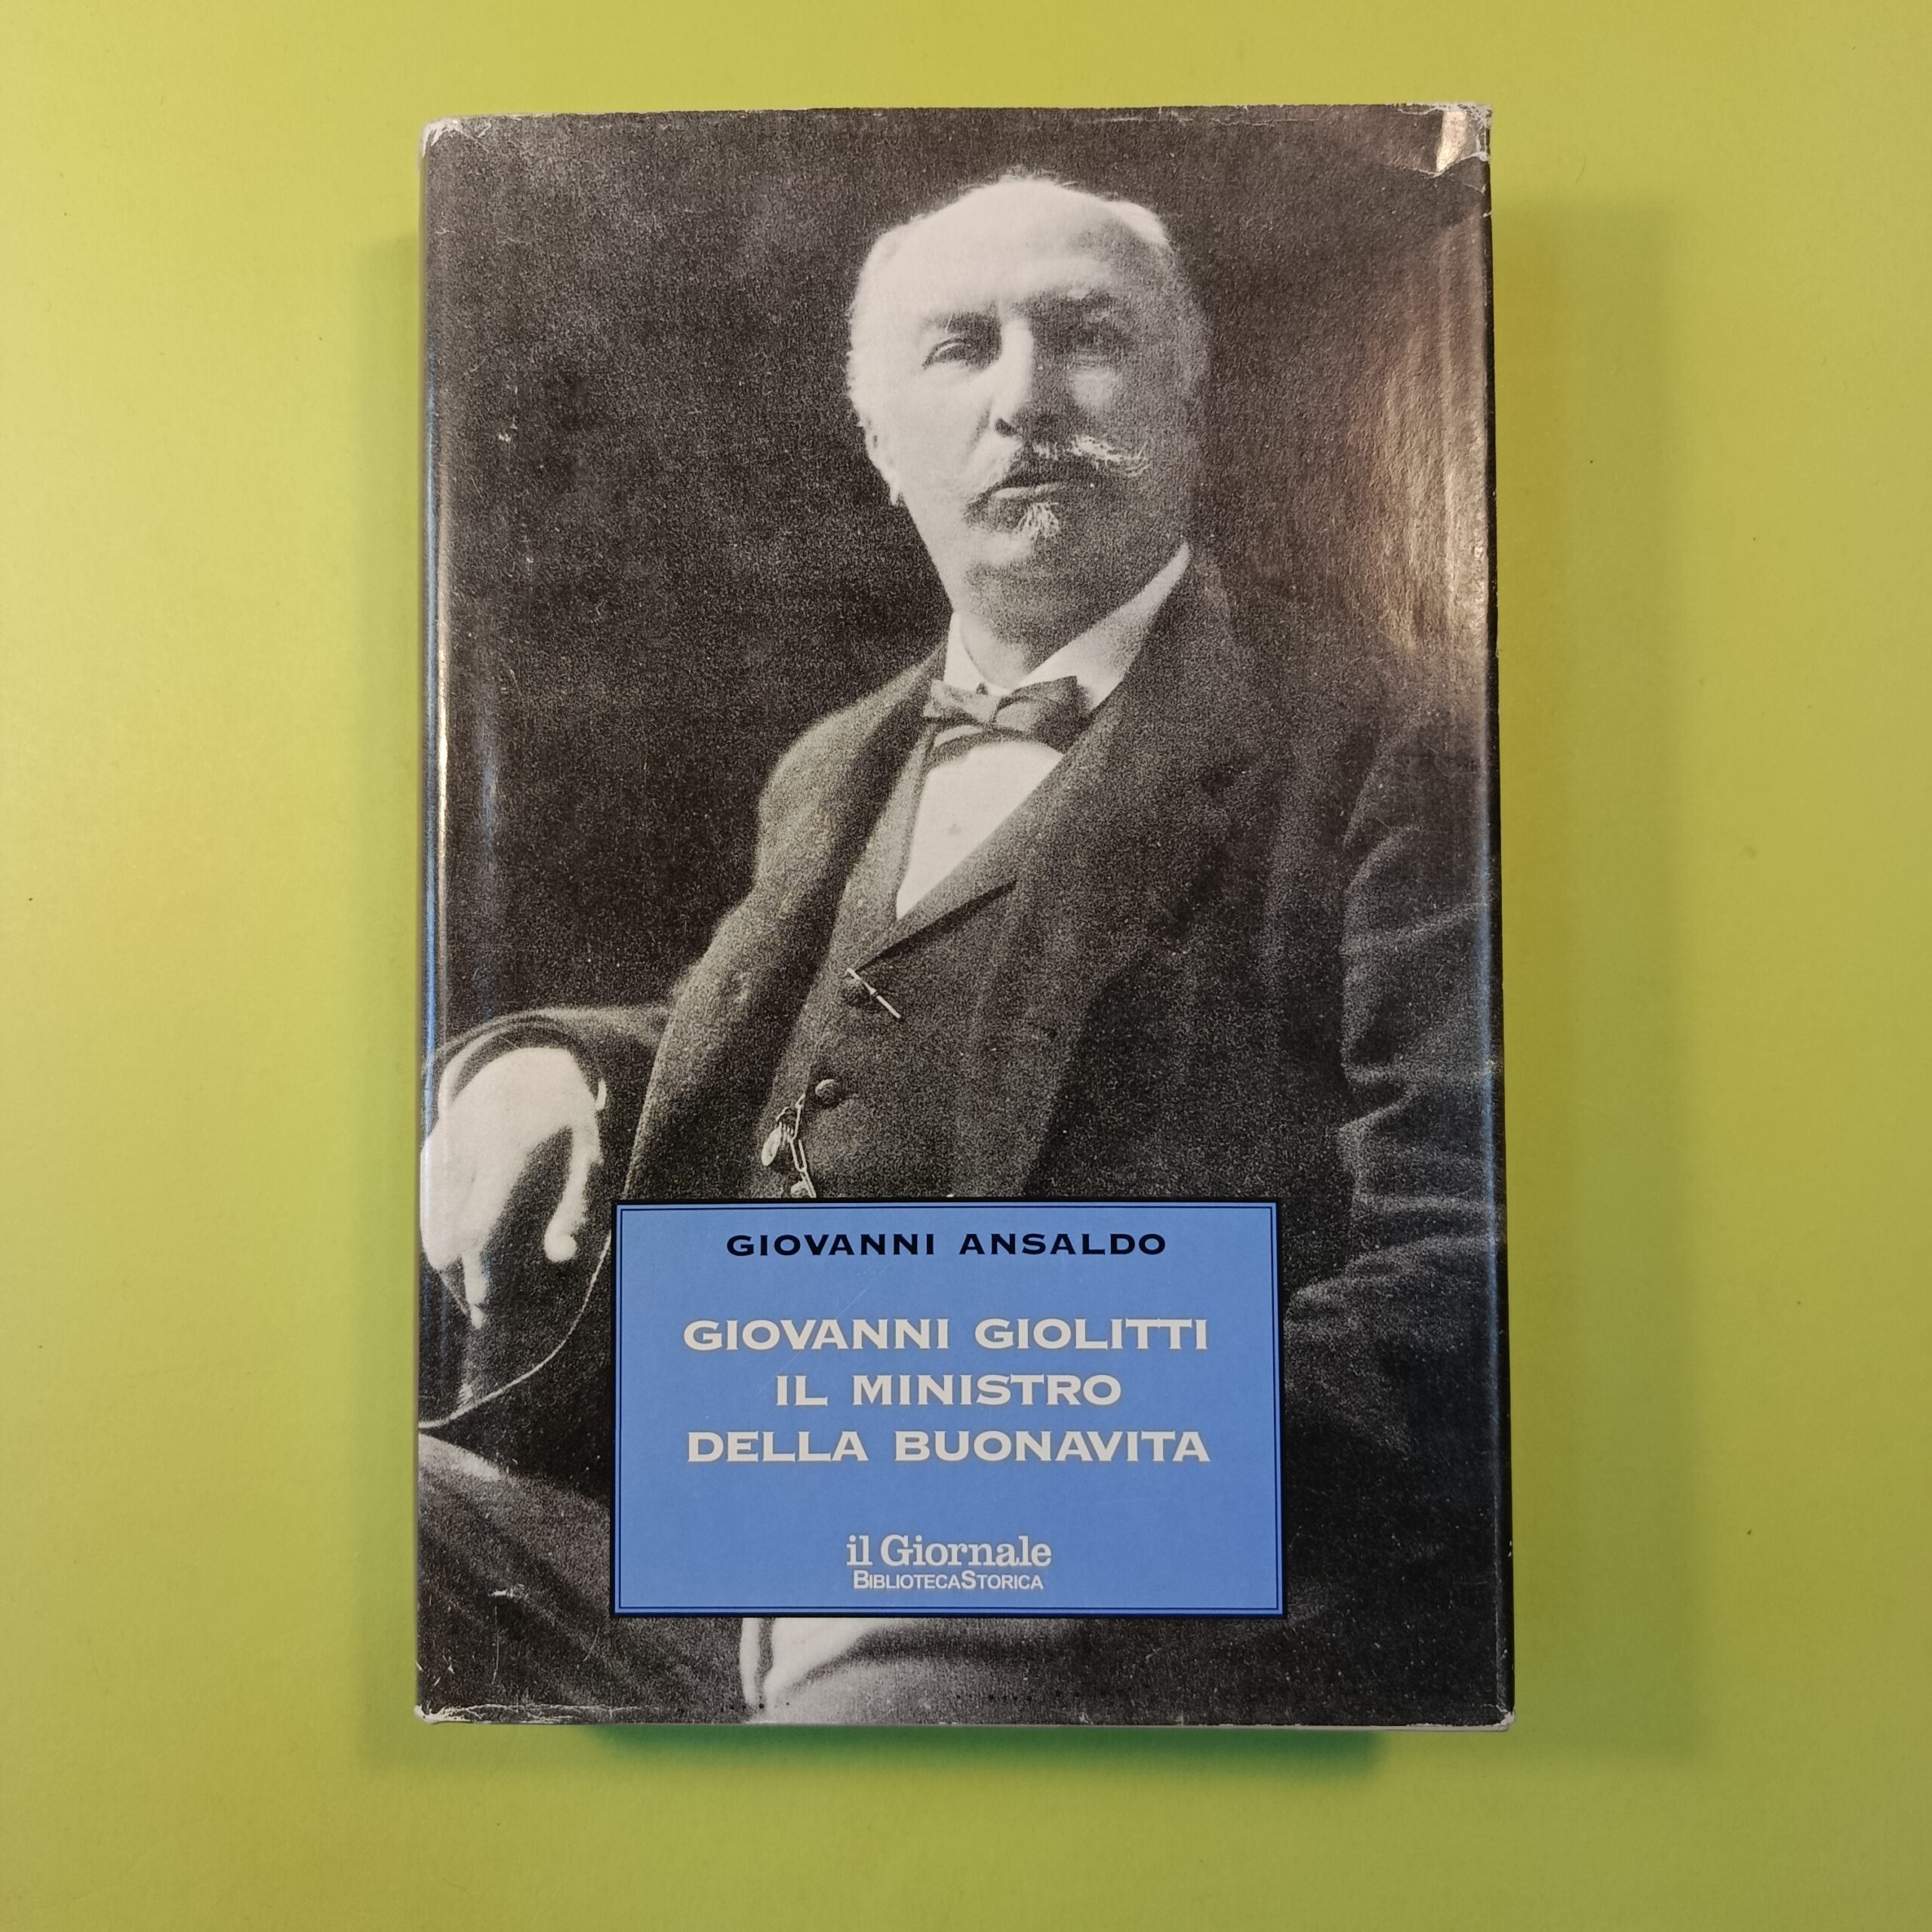 GIOVANNI ANSALDO
GIOVANNI GIOLITTI
IL MINISTRO
DELLA BUONAVITA
il Giornale
BIBLIOTECASTORICA